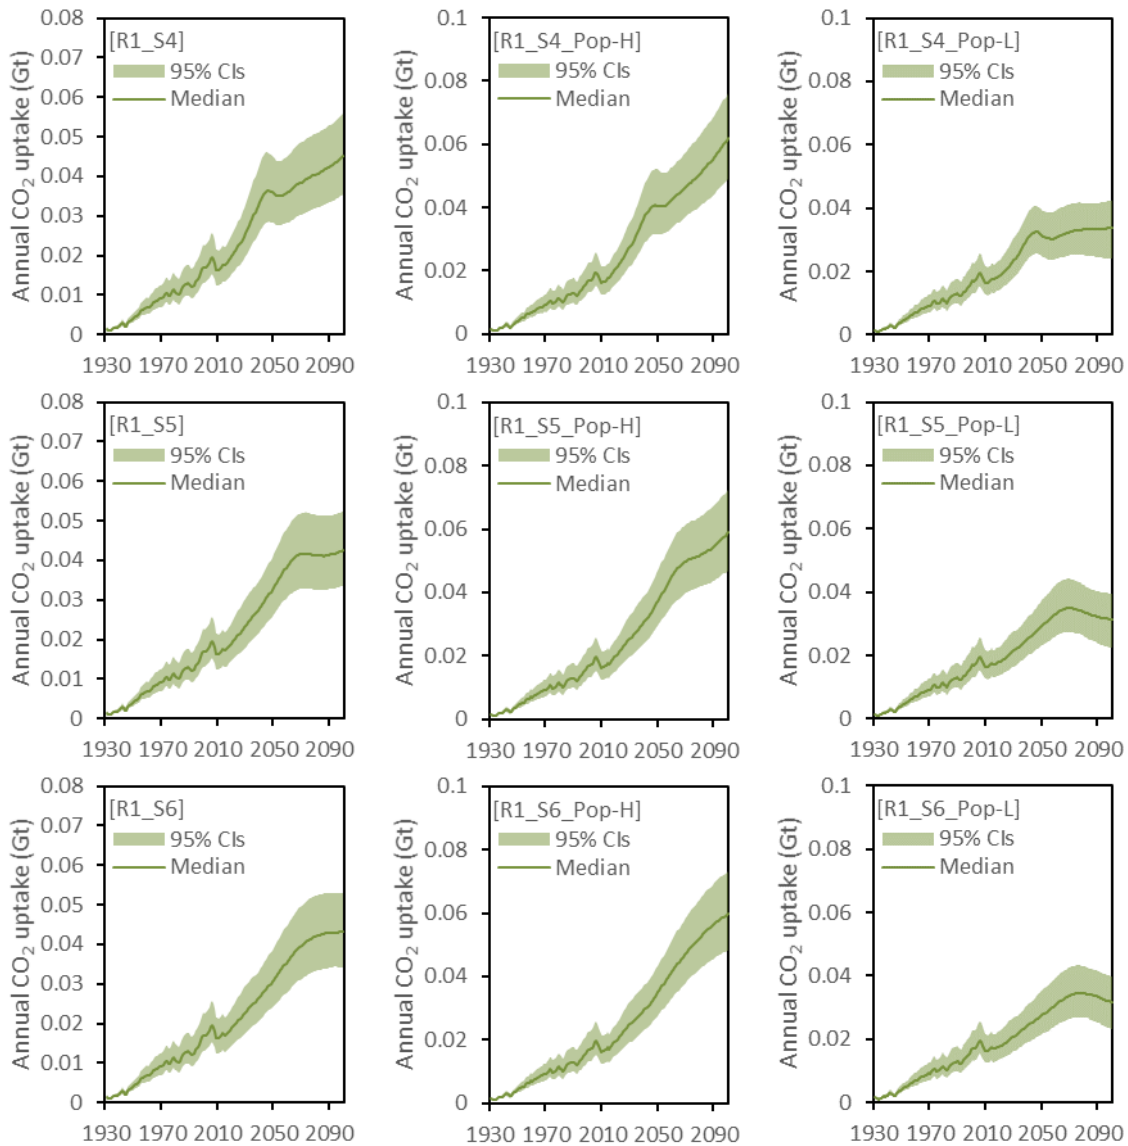 [R1_S4]
95% CIs
Median
Annual CO₂ uptake (Gt)
0.08
0.07
0.06
0.05
0.04
0.03
0.02
0.01
0
1930 1970 2010 2050 2090
[R1_S4_Pop-H]
95% CIs
Median
Annual CO₂ uptake (Gt)
0.1
0.08
0.06
0.04
0.02
0
1930 1970 2010 2050 2090
[R1_S4_Pop-L]
95% CIs
Median
Annual CO₂ uptake (Gt)
0.1
0.08
0.06
0.04
0.02
0
1930 1970 2010 2050 2090
[R1_S5]
95% CIs
Median
Annual CO₂ uptake (Gt)
0.08
0.07
0.06
0.05
0.04
0.03
0.02
0.01
0
1930 1970 2010 2050 2090
[R1_S5_Pop-H]
95% CIs
Median
Annual CO₂ uptake (Gt)
0.1
0.08
0.06
0.04
0.02
0
1930 1970 2010 2050 2090
[R1_S5_Pop-L]
95% CIs
Median
Annual CO₂ uptake (Gt)
0.1
0.08
0.06
0.04
0.02
0
1930 1970 2010 2050 2090
[R1_S6]
95% CIs
Median
Annual CO₂ uptake (Gt)
0.08
0.07
0.06
0.05
0.04
0.03
0.02
0.01
0
1930 1970 2010 2050 2090
[R1_S6_Pop-H]
95% CIs
Median
Annual CO₂ uptake (Gt)
0.1
0.08
0.06
0.04
0.02
0
1930 1970 2010 2050 2090
[R1_S6_Pop-L]
95% CIs
Median
Annual CO₂ uptake (Gt)
0.1
0.08
0.06
0.04
0.02
0
1930 1970 2010 2050 2090